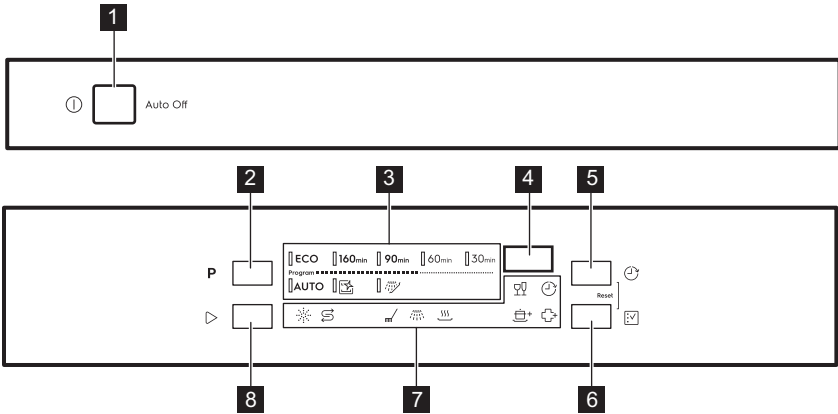 1
Auto Off
2 3 4 5
ECO 160min 90min 60min 30min
P
Program
AUTO
Reset
8 7 6